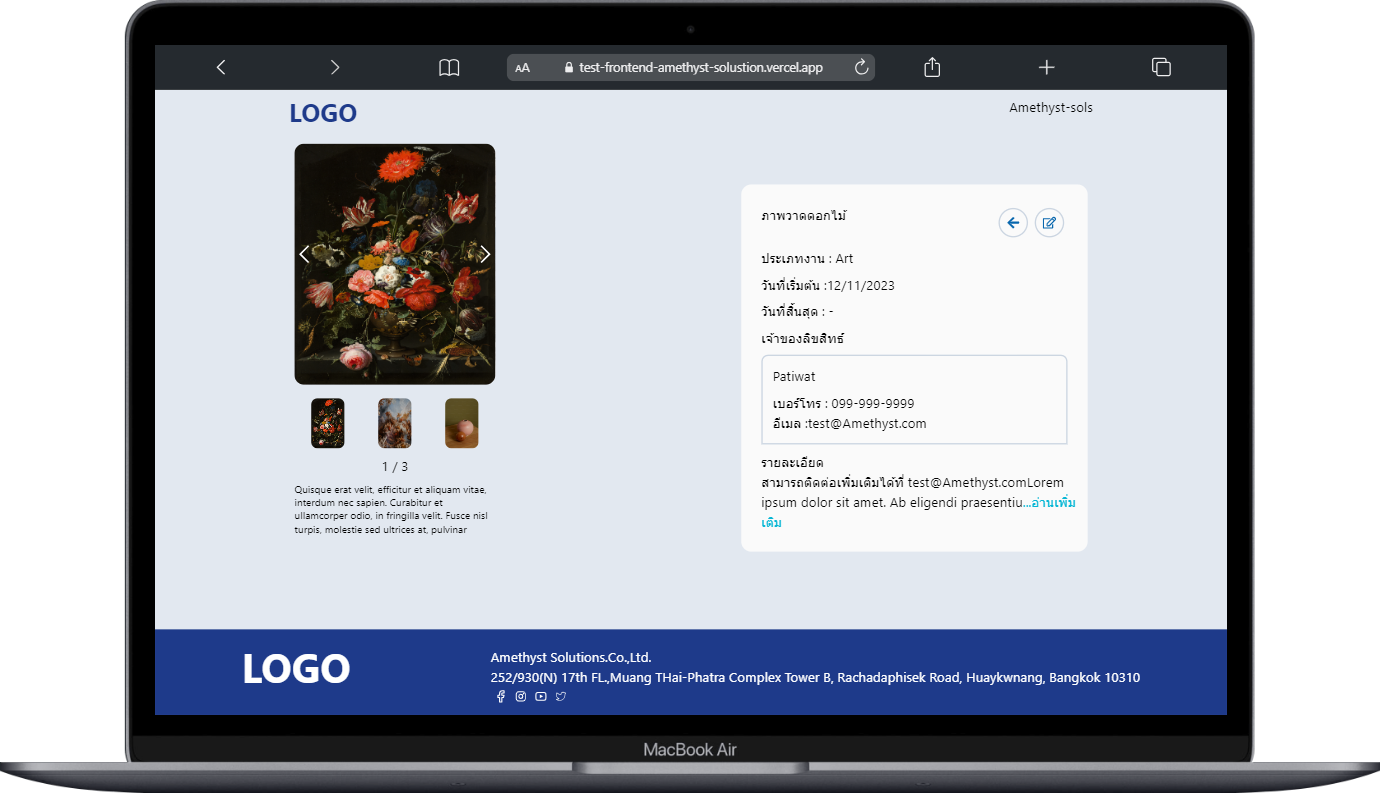 AA test-frontend-amethyst-solustion.vercel.app
LOGO
Amethyst-sols
ภาพวาดดอกไม้
ประเภทงาน : Art
วันที่เริ่มต้น :12/11/2023
วันที่สิ้นสุด : -
เจ้าของลิขสิทธ์
Patiwat
เบอร์โทร : 099-999-9999
อีเมล :test@Amethyst.com
รายละเอียด
สามารถติดต่อเพิ่มเติมได้ที่ test@Amethyst.comLorem
ipsum dolor sit amet. Ab eligendi praesentiu...อ่านเพิ่ม
เติม
1 / 3
Quisque erat velit, efficitur et aliquam vitae,
interdum nec sapien. Curabitur et
ullamcorper odio, in fringilla velit. Fusce nisl
turpis, molestie sed ultrices at, pulvinar
LOGO
Amethyst Solutions.Co.,Ltd.
252/930(N) 17th FL.,Muang THai-Phatra Complex Tower B, Rachadaphisek Road, Huaykwnang, Bangkok 10310
MacBook Air